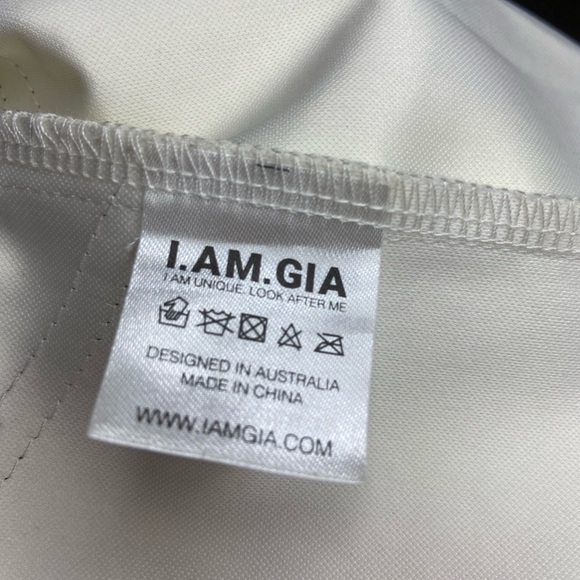 I.AM.GIA
I AM UNIQUE. LOOK AFTER ME
DESIGNED IN AUSTRALIA
MADE IN CHINA
WWW.IAMGIA.COM